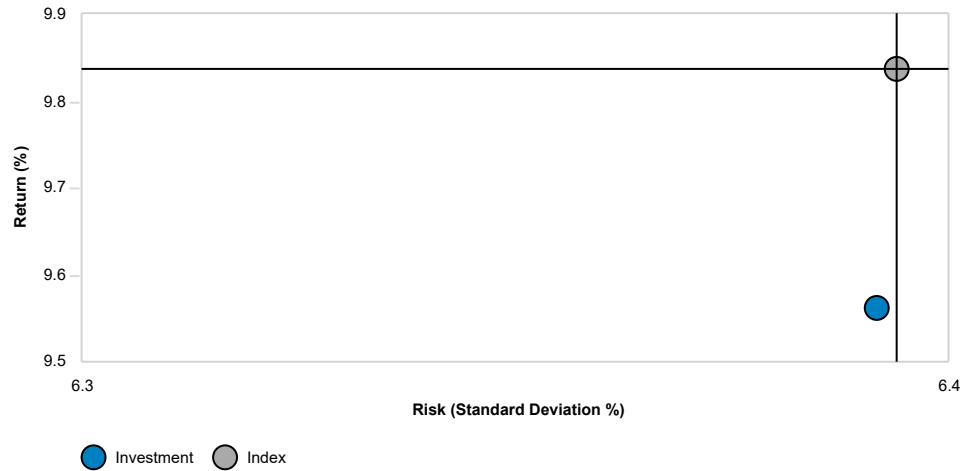 9.9
9.8
9.7
9.6
9.5
Return (%)
6.3
6.4
Risk (Standard Deviation %)
Investment
Index